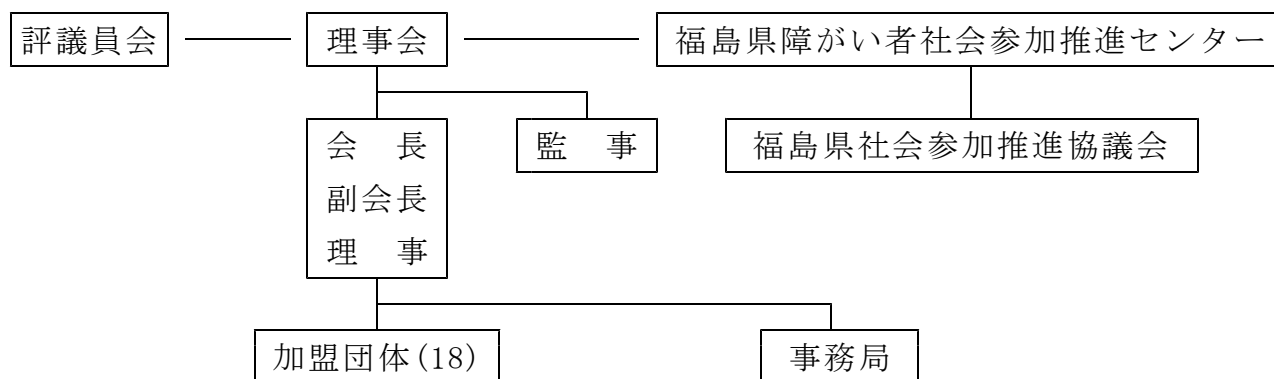 評議員会
理事会
福島県障がい者社会参加推進センター
会　長
副会長
理　事
監　事
福島県社会参加推進協議会
加盟団体(18)
事務局